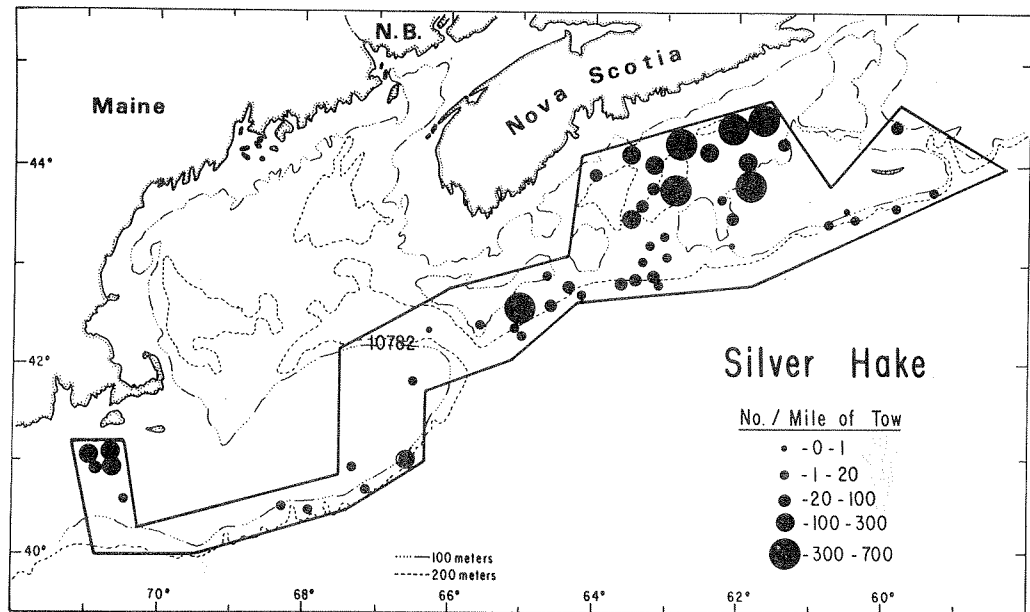 N.B.
Maine
Nova Scotia
44°
10782
42°
42°
Silver Hake
No. / Mile of Tow
-0-1
-1-20
-20-100
-100-300
-300-700
40°
100 meters
200 meters
70°
68°
66°
64°
62°
60°